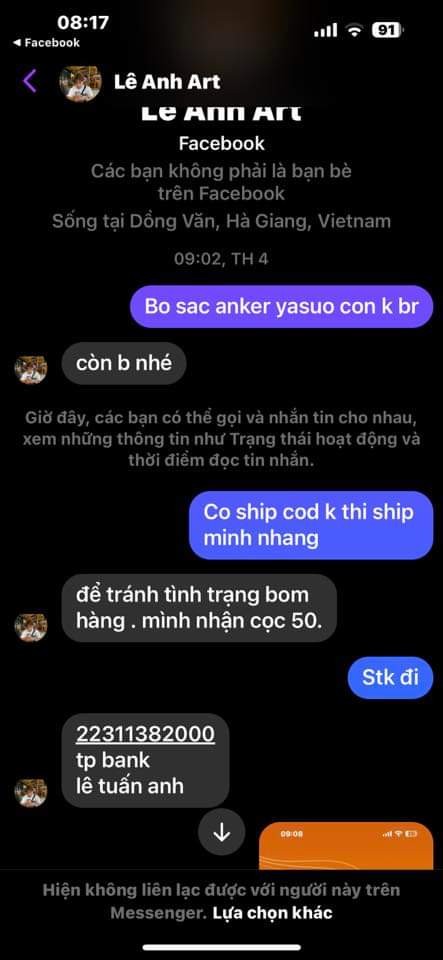 08:17
91
◄ Facebook
Lê Anh Art
Lê Anh Art
Facebook
Các bạn không phải là bạn bè
trên Facebook
Sống tại Dồng Văn, Hà Giang, Vietnam
09:02, TH 4
Bo sac anker yasuo con k br
còn b nhé
Giờ đây, các bạn có thể gọi và nhắn tin cho nhau,
xem những thông tin như Trạng thái hoạt động và
thời điểm đọc tin nhắn.
Co ship cod k thi ship
minh nhang
để tránh tình trạng bom
hàng . mình nhận cọc 50.
Stk đi
22311382000
tp bank
lê tuấn anh
09:08
Hiện không liên lạc được với người này trên
Messenger. Lựa chọn khác